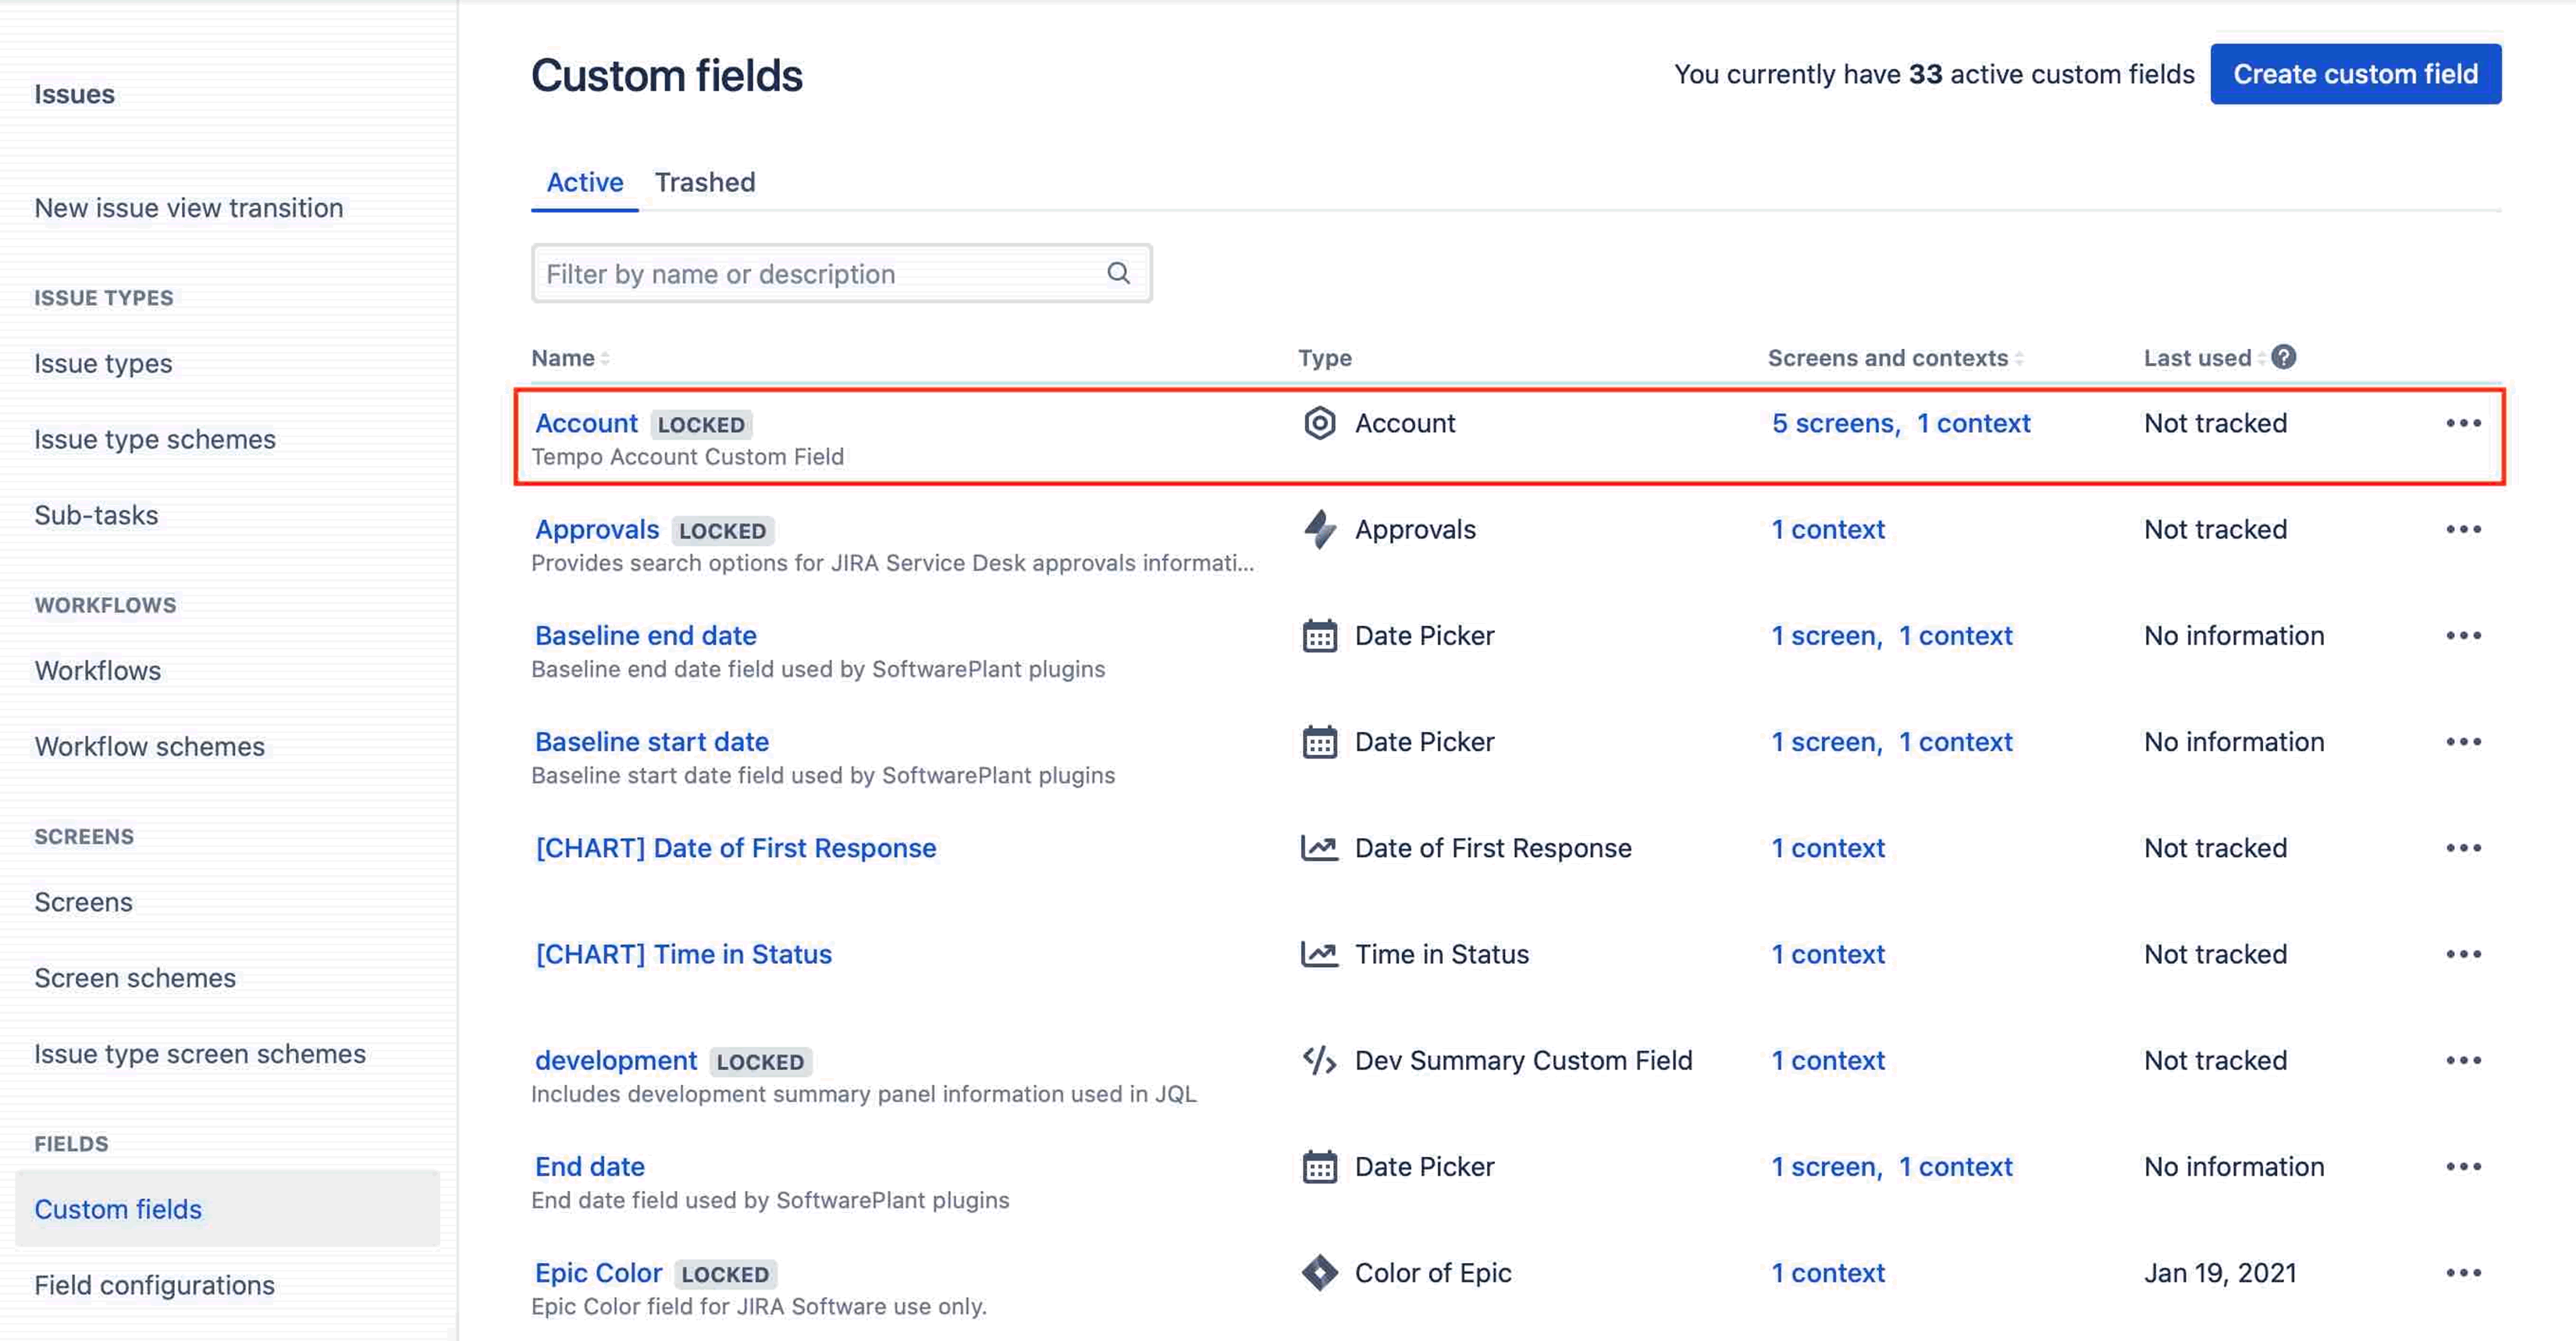 Issues
New issue view transition
ISSUE TYPES
Issue types
Issue type schemes
Sub-tasks
WORKFLOWS
Workflows
Workflow schemes
SCREENS
Screens
Screen schemes
Issue type screen schemes
FIELDS
Custom fields
Field configurations
Custom fields
You currently have 33 active custom fields
Create custom field
Active Trashed
Filter by name or description
Name Type Screens and contexts Last used ?
Account LOCKED Account 5 screens, 1 context Not tracked
Tempo Account Custom Field
Approvals LOCKED Approvals 1 context Not tracked
Provides search options for JIRA Service Desk approvals informati...
Baseline end date Date Picker 1 screen, 1 context No information
Baseline end date field used by SoftwarePlant plugins
Baseline start date Date Picker 1 screen, 1 context No information
Baseline start date field used by SoftwarePlant plugins
[CHART] Date of First Response Date of First Response 1 context Not tracked
[CHART] Time in Status Time in Status 1 context Not tracked
development LOCKED Dev Summary Custom Field 1 context Not tracked
Includes development summary panel information used in JQL
End date Date Picker 1 screen, 1 context No information
End date field used by SoftwarePlant plugins
Epic Color LOCKED Color of Epic 1 context Jan 19, 2021
Epic Color field for JIRA Software use only.